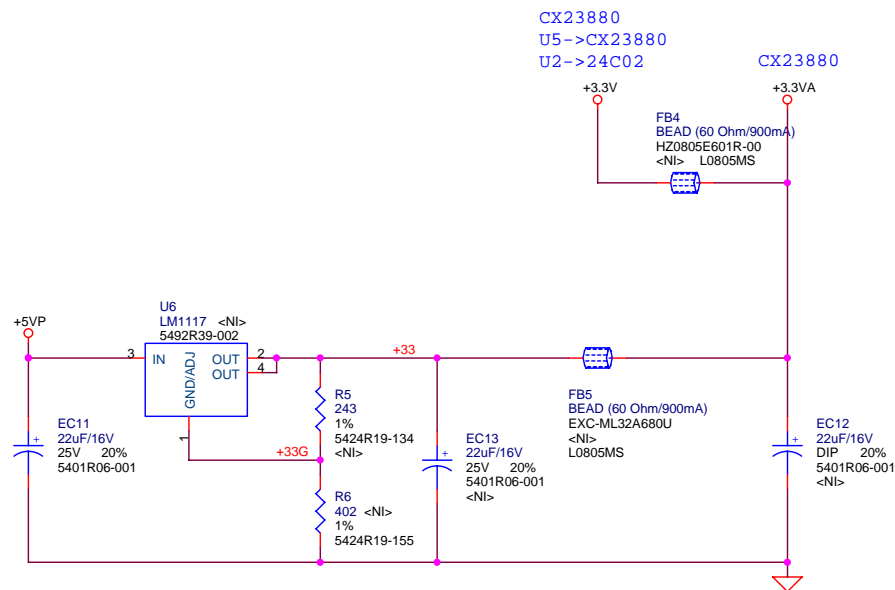 CX23880
U5->CX23880
U2->24C02
CX23880
+3.3V
+3.3VA
FB4
BEAD (60 Ohm/900mA)
HZ0805E601R-00
<NI> L0805MS
+5VP
U6
LM1117 <NI>
5492R39-002
3
IN
OUT
2
OUT
4
GND/ADJ
1
+33
+33G
R5
243
1%
5424R19-134
<NI>
R6
402 <NI>
1%
5424R19-155
EC11
22uF/16V
25V 20%
5401R06-001
+
EC13
22uF/16V
25V 20%
5401R06-001
<NI>
+
FB5
BEAD (60 Ohm/900mA)
EXC-ML32A680U
<NI>
L0805MS
EC12
22uF/16V
DIP 20%
5401R06-001
<NI>
+